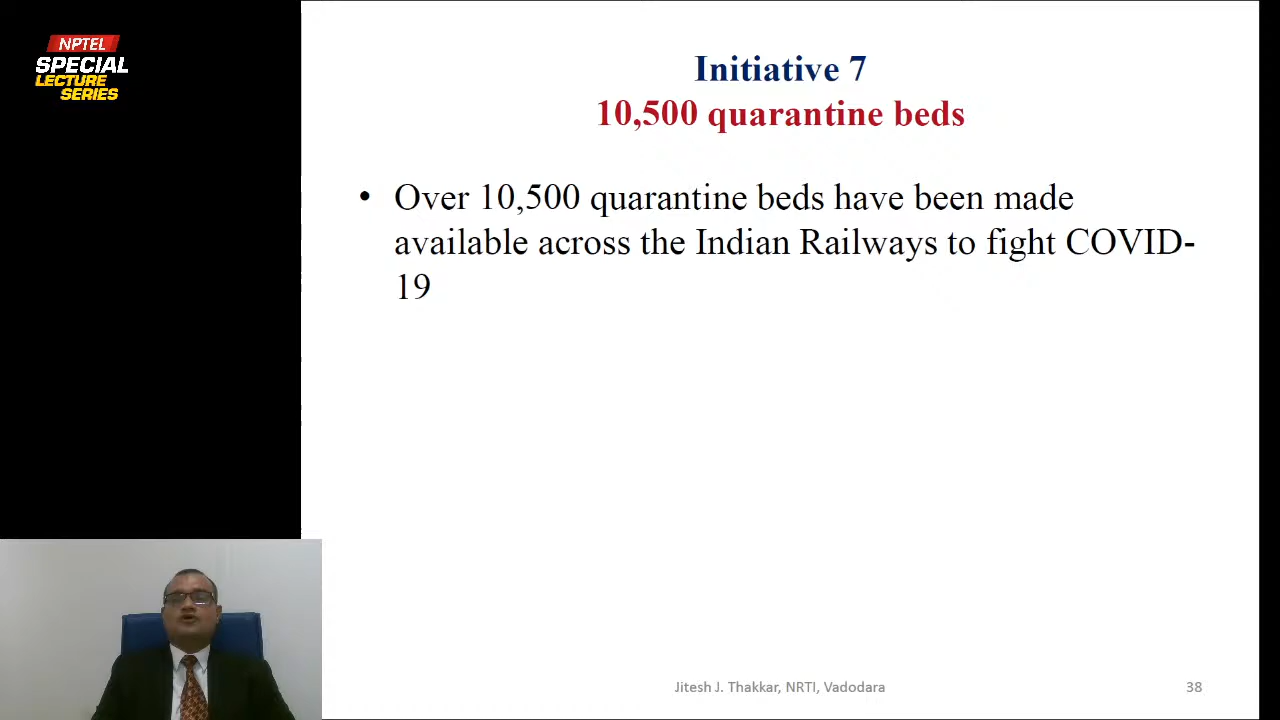 NPTEL
SPECIAL
LECTURE
SERIES
Initiative 7
10,500 quarantine beds
• Over 10,500 quarantine beds have been made
available across the Indian Railways to fight COVID-
19
Jitesh J. Thakkar, NRTI, Vadodara
38